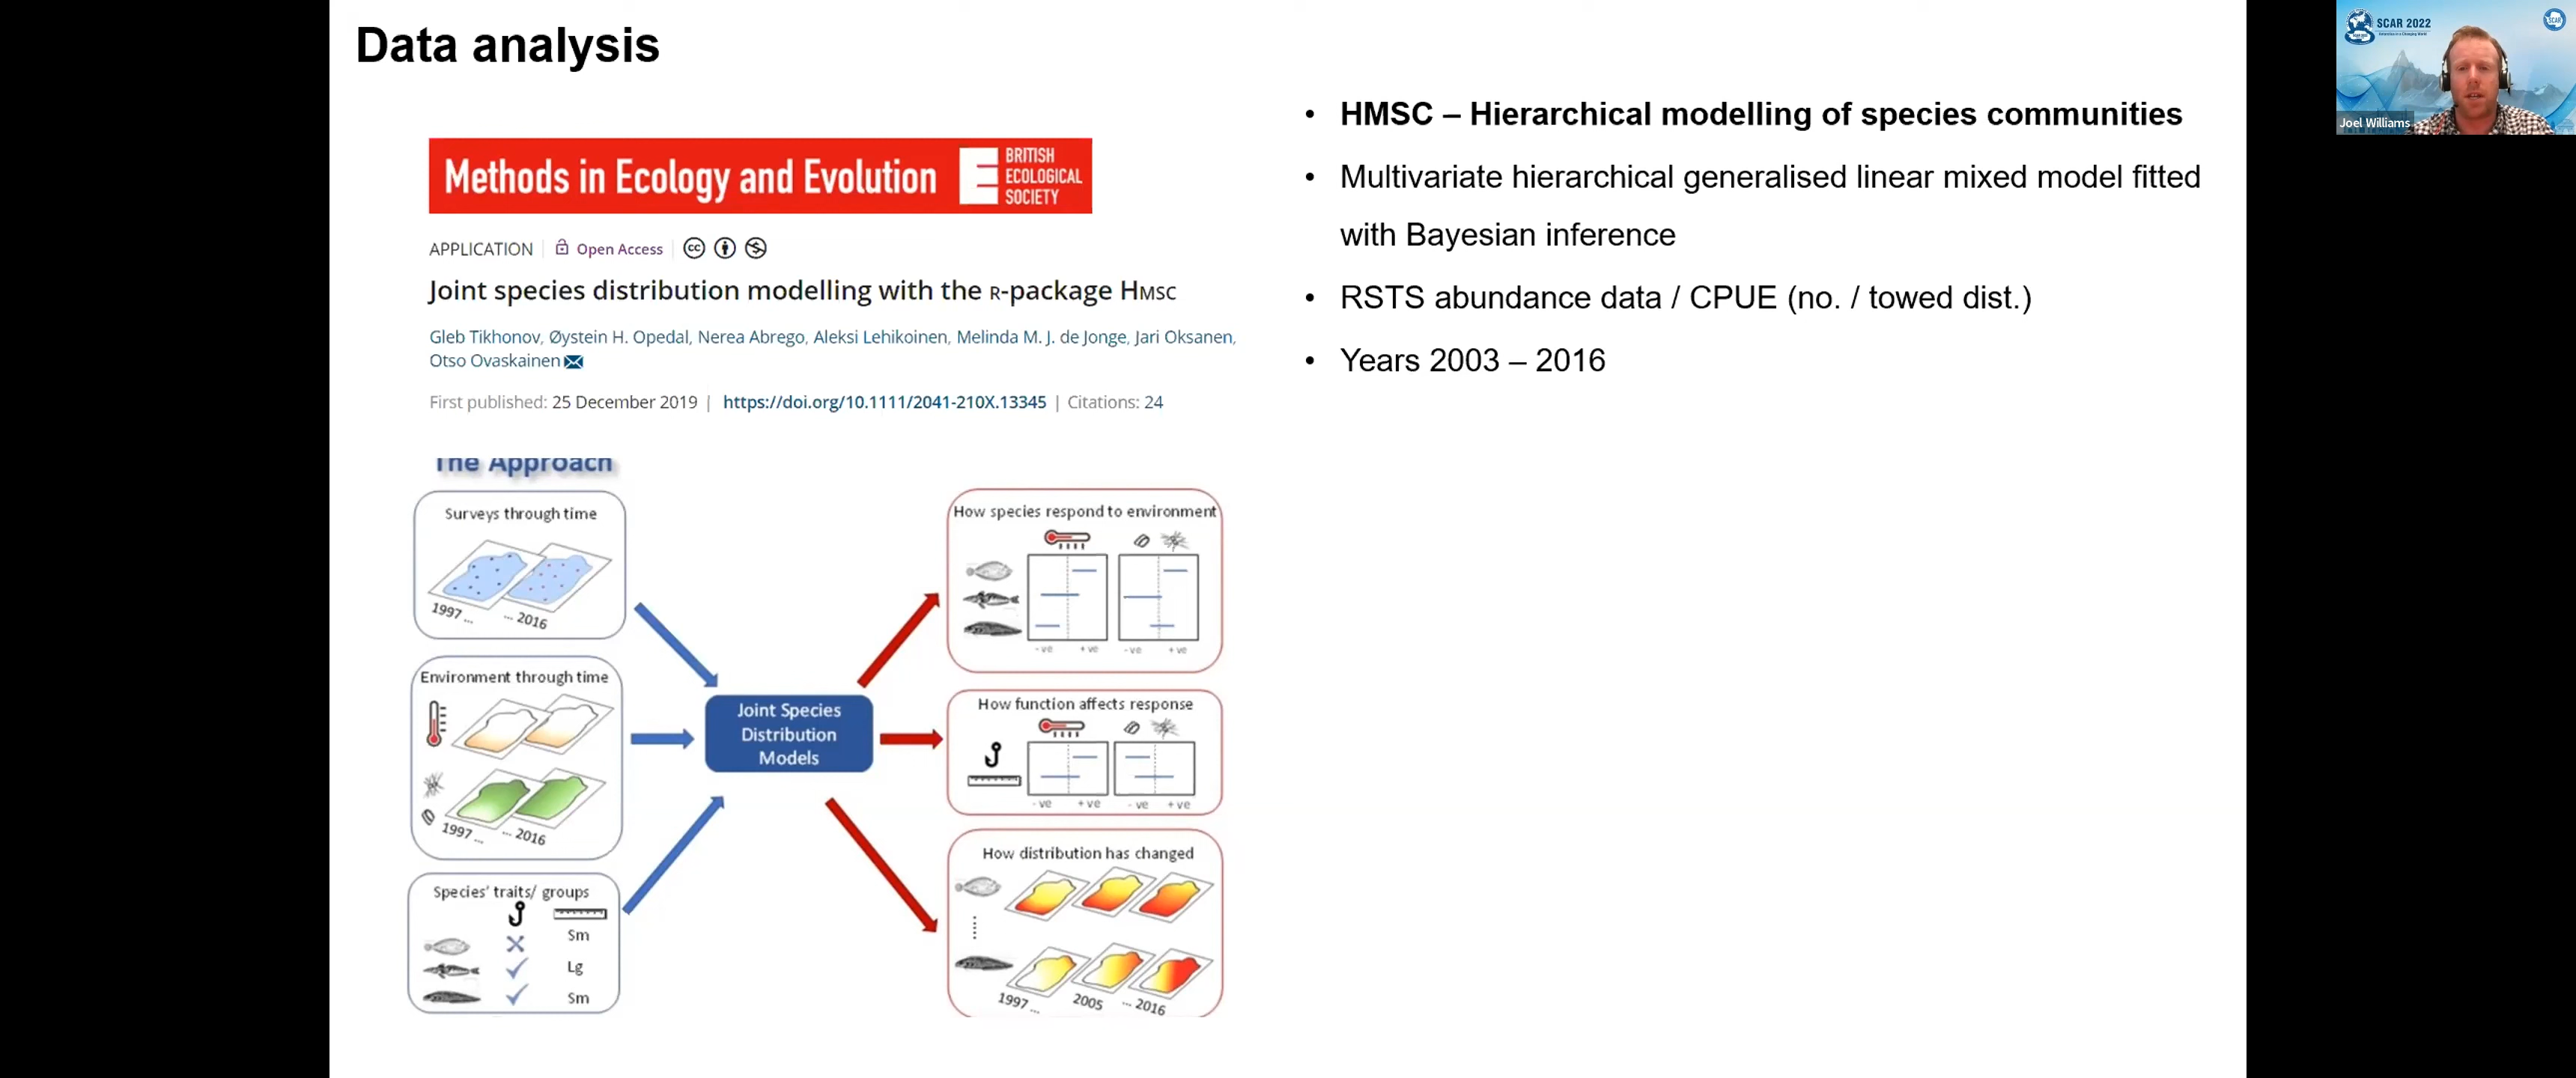 Data analysis
Methods in Ecology and Evolution
BRITISH
ECOLOGICAL
SOCIETY
APPLICATION
Open Access
cc
Joint species distribution modelling with the R-package HMSC
Gleb Tikhonov, Øystein H. Opedal, Nerea Abrego, Aleksi Lehikoinen, Melinda M. J. de Jonge, Jari Oksanen,
Otso Ovaskainen
First published: 25 December 2019 | https://doi.org/10.1111/2041-210X.13345 | Citations: 24
• HMSC – Hierarchical modelling of species communities
• Multivariate hierarchical generalised linear mixed model fitted
with Bayesian inference
• RSTS abundance data / CPUE (no. / towed dist.)
• Years 2003 – 2016
The Approach
Surveys through time
1997 ...
... 2016
Environment through time
1997 ...
... 2016
Species' traits/ groups
Sm
Lg
Sm
Joint Species
Distribution
Models
How species respond to environment
- ve + ve - ve + ve
How function affects response
- ve + ve - ve + ve
How distribution has changed
1997 ... 2005 ... 2016
SCAR 2022
Joel Williams